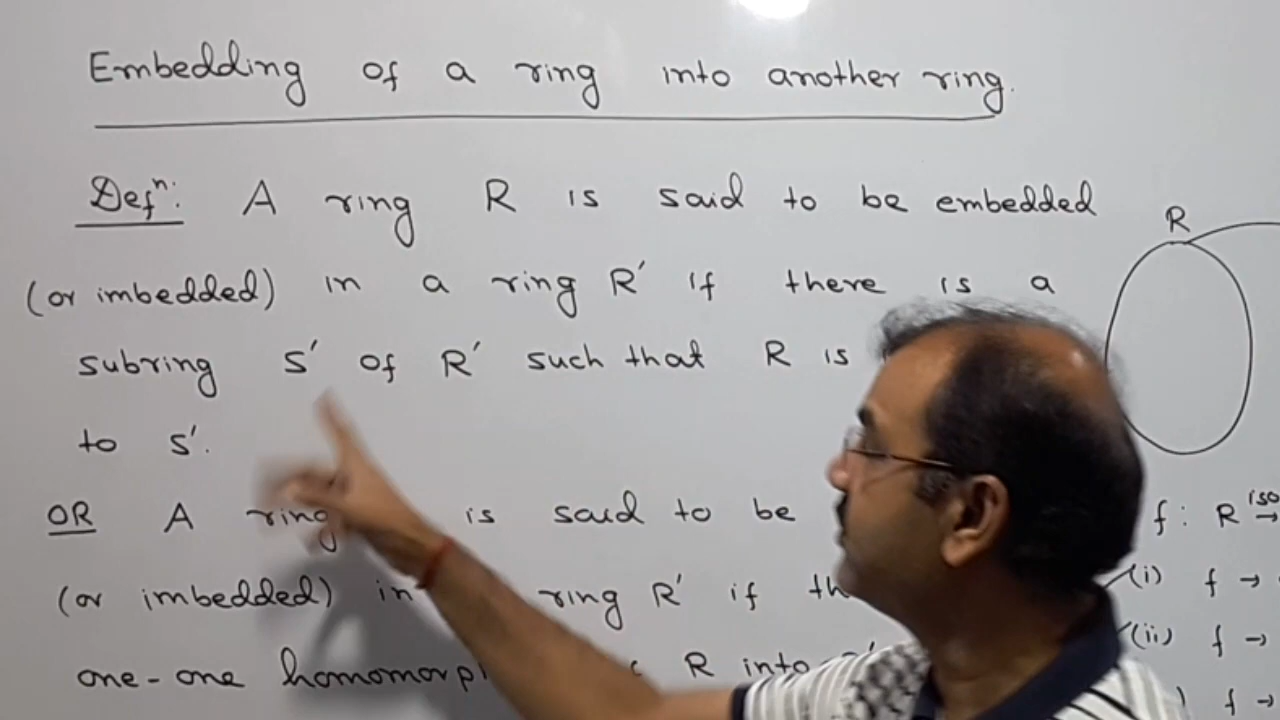 Embedding of a ring into another ring.
Defⁿ: A ring R is said to be embedded
(or imbedded) in a ring R' if there is a
subring S' of R' such that R is
to S'.
OR A ring is said to be
(or imbedded) in ring R' if
one-one R into
R
f: R iso →
(i) f →
(ii) f →
f →